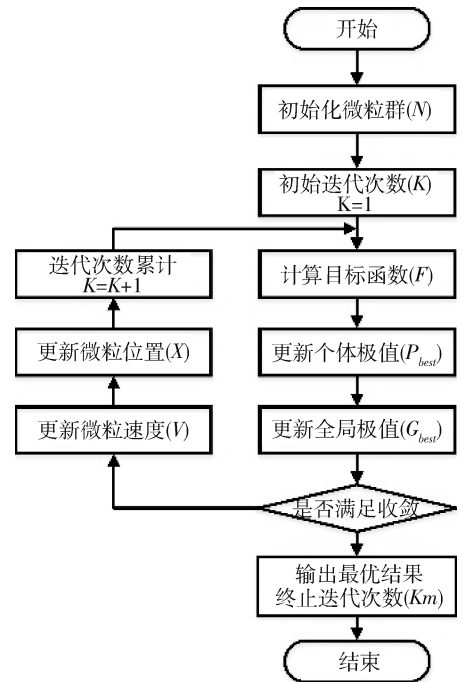 开始
初始化微粒群(N)
初始迭代次数(K)
K=1
计算目标函数(F)
更新个体极值(P_best)
更新全局极值(G_best)
是否满足收敛
输出最优结果
终止迭代次数(Km)
结束
迭代次数累计
K=K+1
更新微粒位置(X)
更新微粒速度(V)